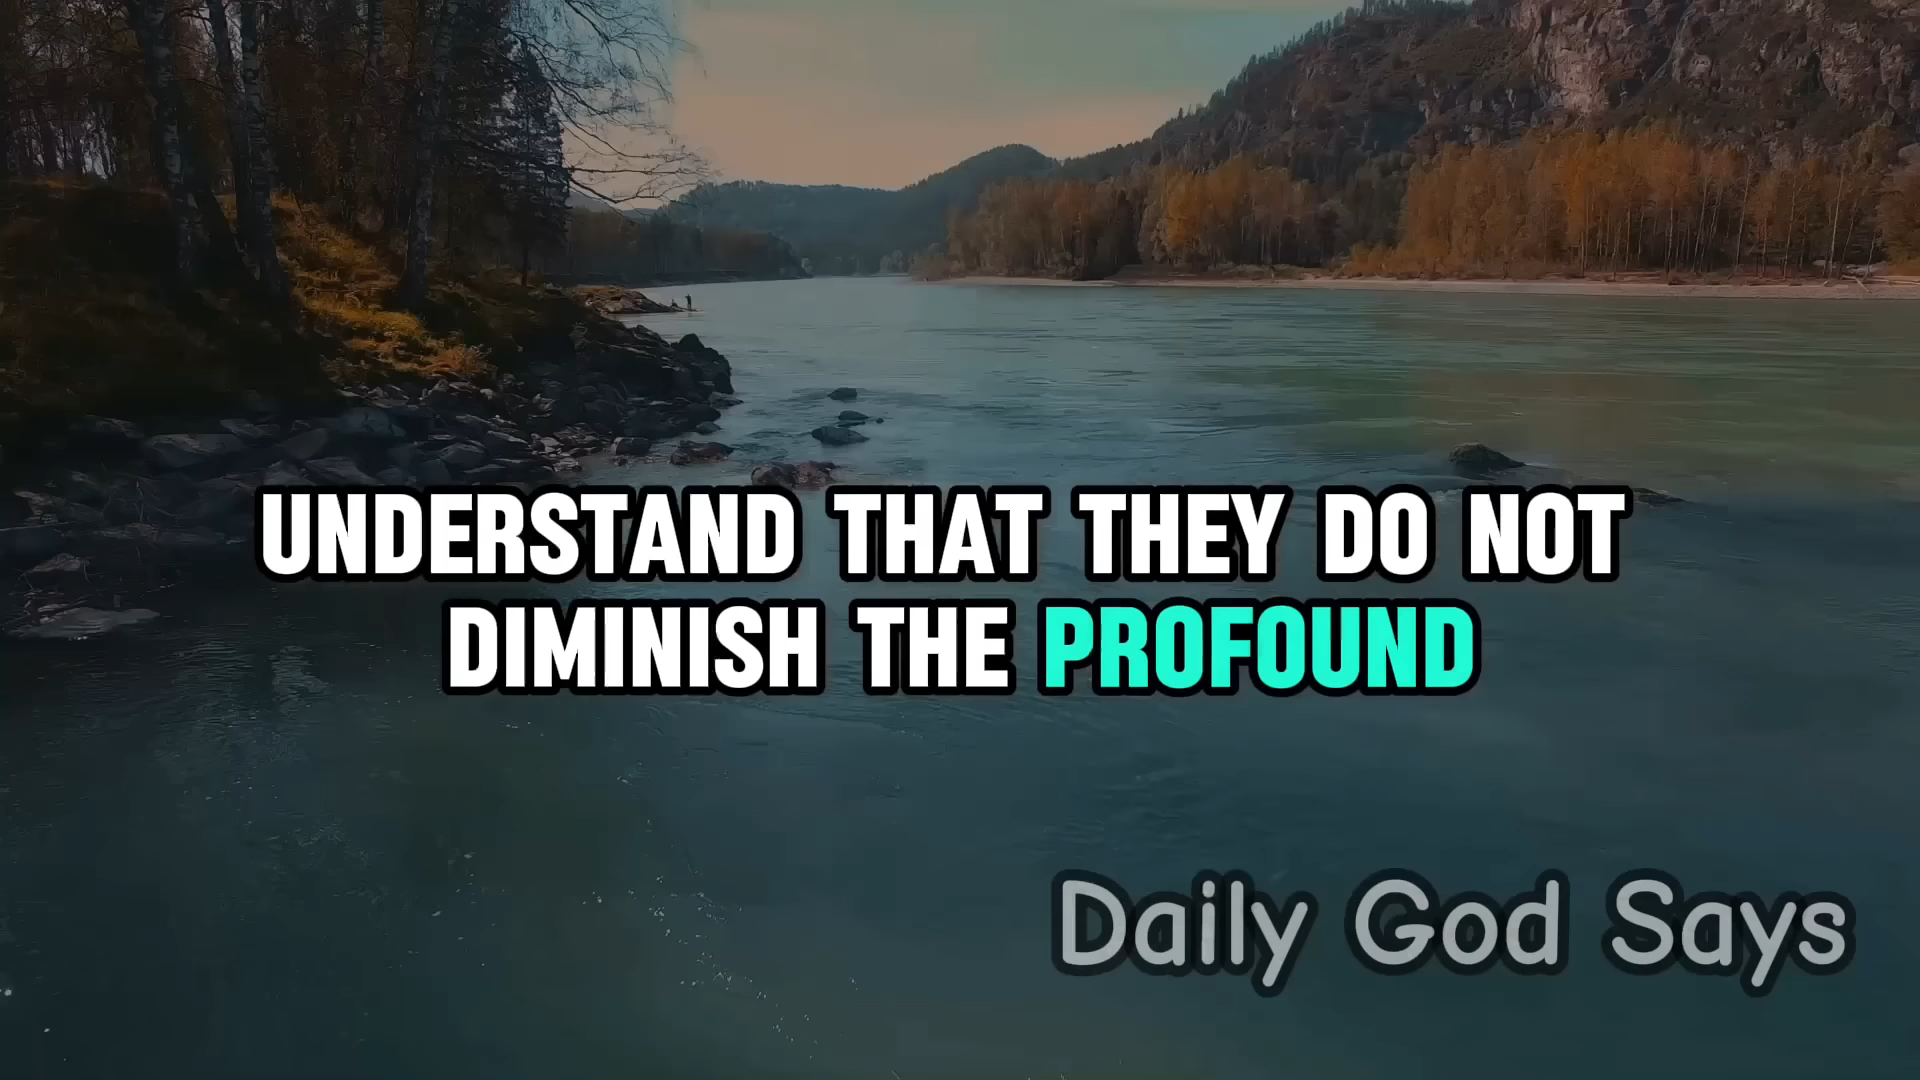 UNDERSTAND THAT THEY DO NOT
DIMINISH THE PROFOUND
Daily God Says